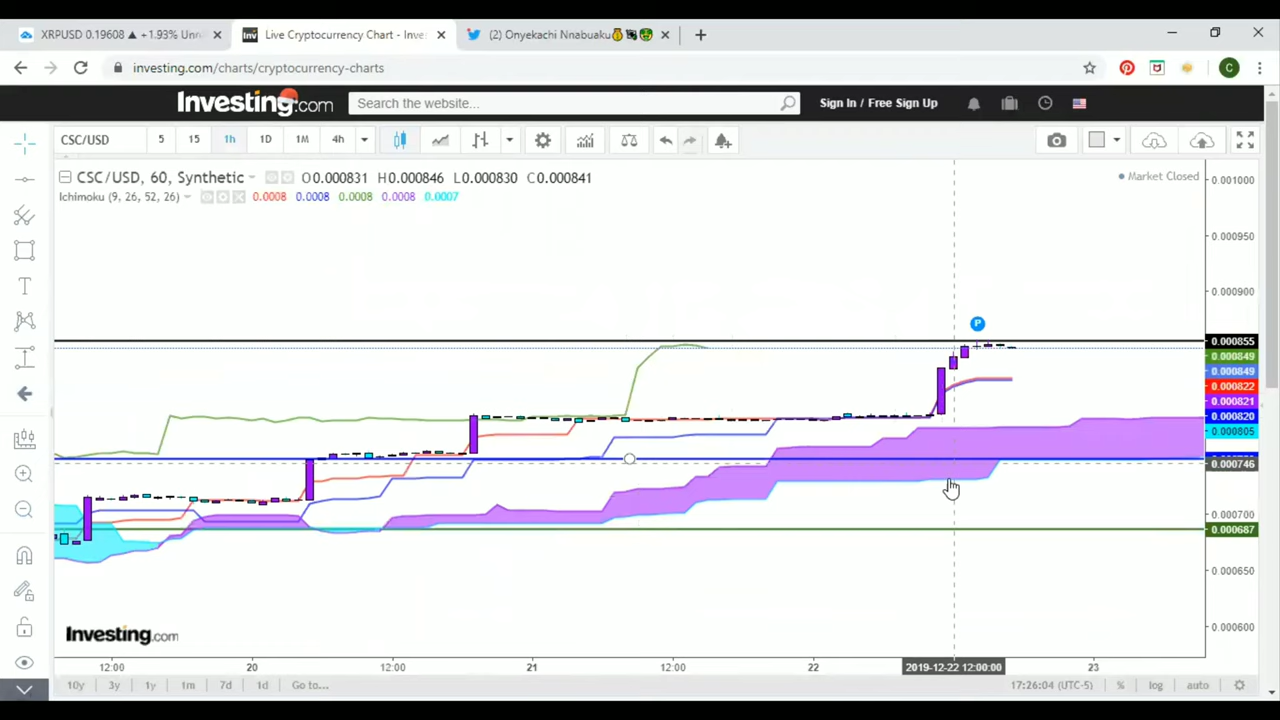 XRPUSD 0.19608 ▲ +1.93% Unn
Live Cryptocurrency Chart - Inve
(2) Onyekachi Nnabuaku
investing.com/charts/cryptocurrency-charts
C
Investing.com
Search the website...
Sign In / Free Sign Up
CSC/USD
5
15
1h
1D
1M
4h
CSC/USD, 60, Synthetic
O0.000831 H0.000846 L0.000830 C0.000841
Market Closed
Ichimoku (9, 26, 52, 26)
0.0008 0.0008 0.0008 0.0008 0.0007
0.001000
0.000950
0.000900
P
0.000855
0.000849
0.000849
0.000822
0.000821
0.000820
0.000805
0.000746
0.000700
0.000687
0.000650
0.000600
Investing.com
12:00
20
12:00
21
12:00
22
2019-12-22 12:00:00
23
10y
3y
1y
1m
7d
1d
Go to...
17:26:04 (UTC-5)
%
log
auto